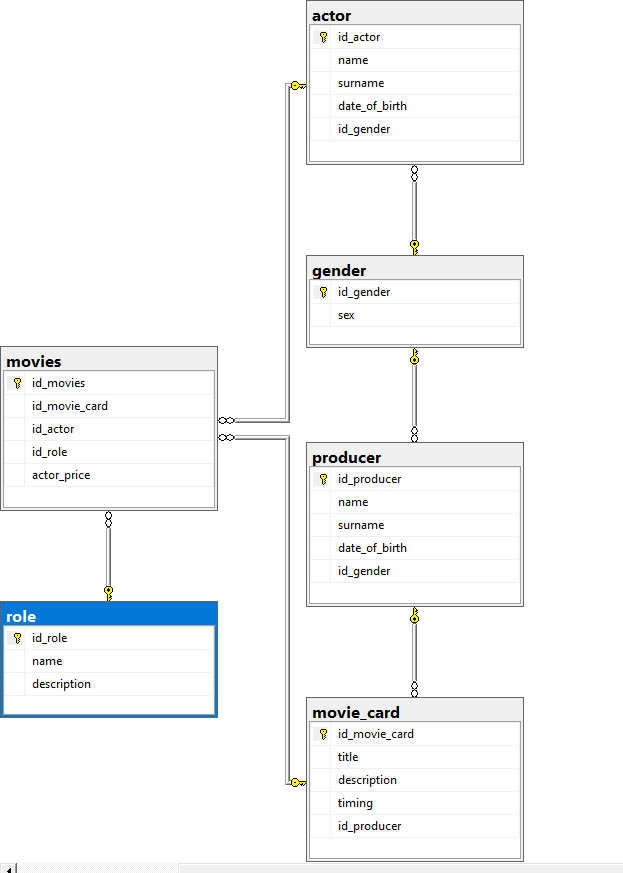 actor
id_actor
name
surname
date_of_birth
id_gender
gender
id_gender
sex
movies
id_movies
id_movie_card
id_actor
id_role
actor_price
producer
id_producer
name
surname
date_of_birth
id_gender
role
id_role
name
description
movie_card
id_movie_card
title
description
timing
id_producer